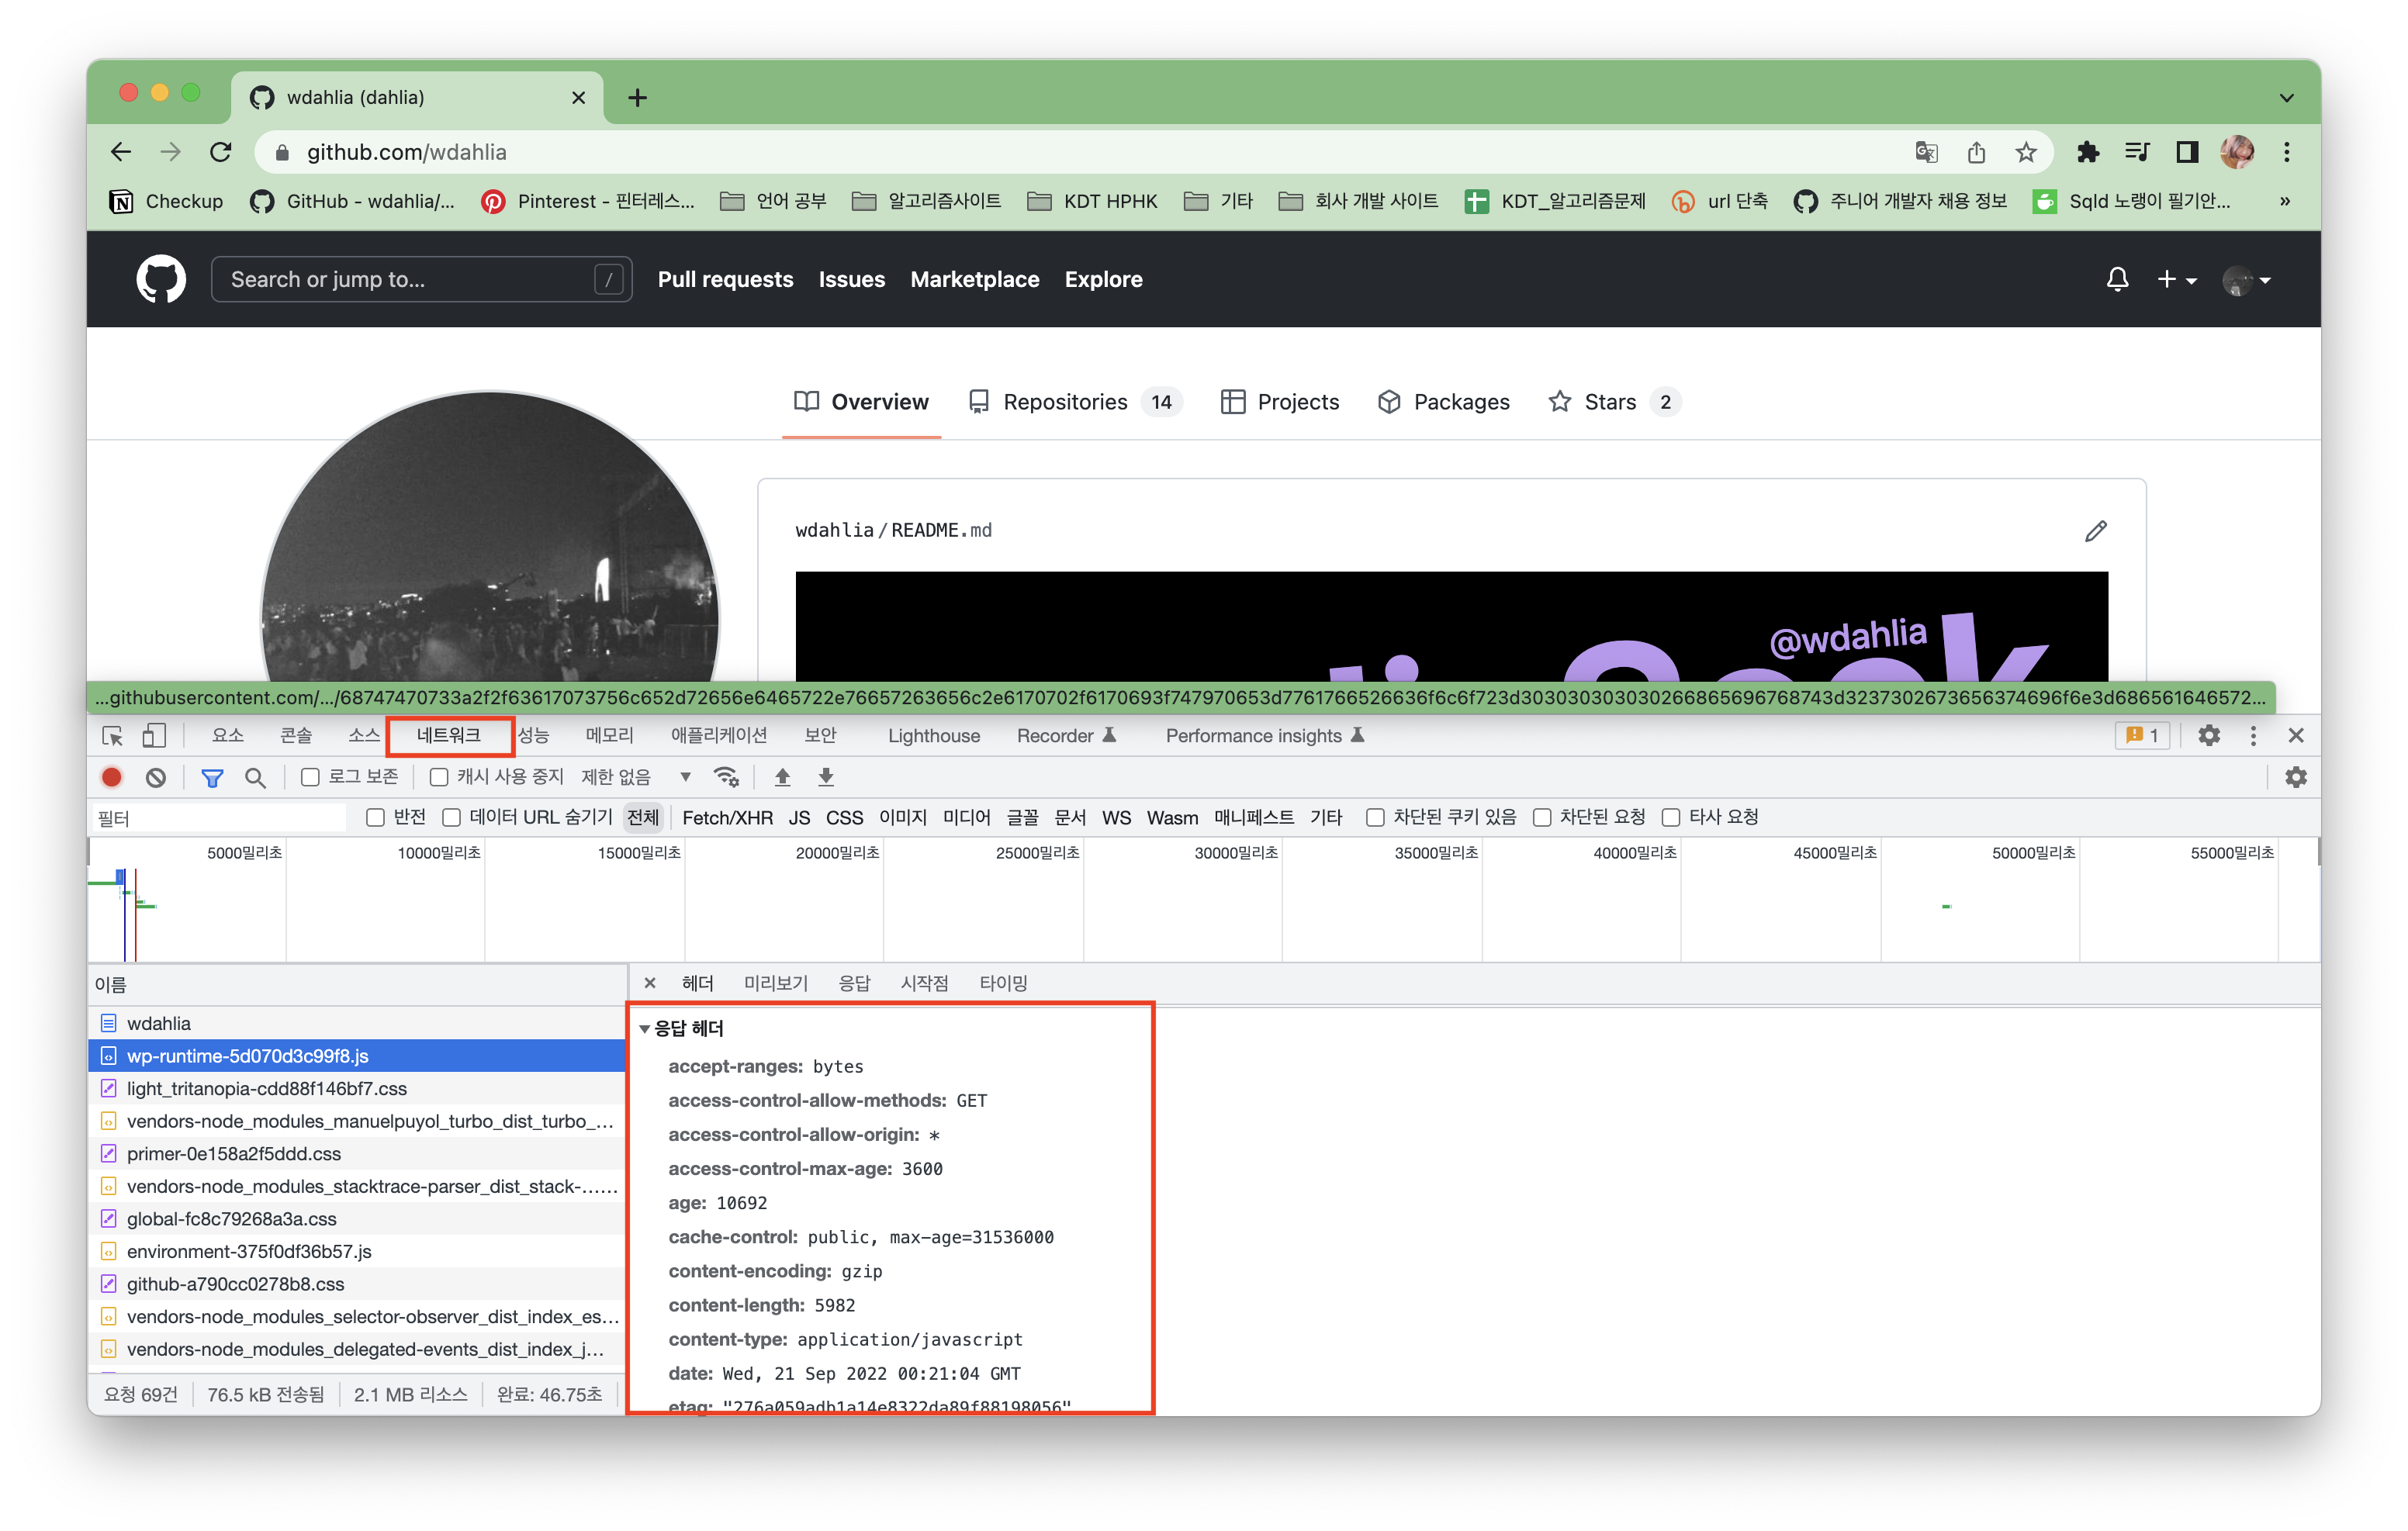 wdahlia (dahlia)
github.com/wdahlia
Checkup GitHub - wdahlia/... Pinterest - 핀터레스... 언어 공부 알고리즘사이트 KDT HPHK 기타 회사 개발 사이트 KDT_알고리즘문제 url 단축 주니어 개발자 채용 정보 Sqld 노랭이 필기안... »
Search or jump to... / Pull requests Issues Marketplace Explore
Overview Repositories 14 Projects Packages Stars 2
wdahlia/README.md
@wdahlia
...githubusercontent.com/.../68747470733a2f2f63617073756c652d72656e6465722e76657263656c2e6170702f6170693f747970653d7761766526636f6c6f723d3030303030302668656967​68743d3237302673656374696f6e3d686561646572...
요소 콘솔 소스 네트워크 성능 메모리 애플리케이션 보안 Lighthouse Recorder Performance insights 1
로그 보존 캐시 사용 중지 제한 없음
필터 반전 데이터 URL 숨기기 전체 Fetch/XHR JS CSS 이미지 미디어 글꼴 문서 WS Wasm 매니페스트 기타 차단된 쿠키 있음 차단된 요청 타사 요청
5000밀리초 10000밀리초 15000밀리초 20000밀리초 25000밀리초 30000밀리초 35000밀리초 40000밀리초 45000밀리초 50000밀리초 55000밀리초
이름
wdahlia
wp-runtime-5d070d3c99f8.js
light_tritanopia-cdd88f146bf7.css
vendors-node_modules_manuelpuyol_turbo_dist_turbo_...
primer-0e158a2f5ddd.css
vendors-node_modules_stacktrace-parser_dist_stack-......
global-fc8c79268a3a.css
environment-375f0df36b57.js
github-a790cc0278b8.css
vendors-node_modules_selector-observer_dist_index_es...
vendors-node_modules_delegated-events_dist_index_j...
요청 69건 76.5 kB 전송됨 2.1 MB 리소스 완료: 46.75초
헤더 미리보기 응답 시작점 타이밍
응답 헤더
accept-ranges: bytes
access-control-allow-methods: GET
access-control-allow-origin: *
access-control-max-age: 3600
age: 10692
cache-control: public, max-age=31536000
content-encoding: gzip
content-length: 5982
content-type: application/javascript
date: Wed, 21 Sep 2022 00:21:04 GMT
etag: "276a059adb1a14e8322da89f88198056"